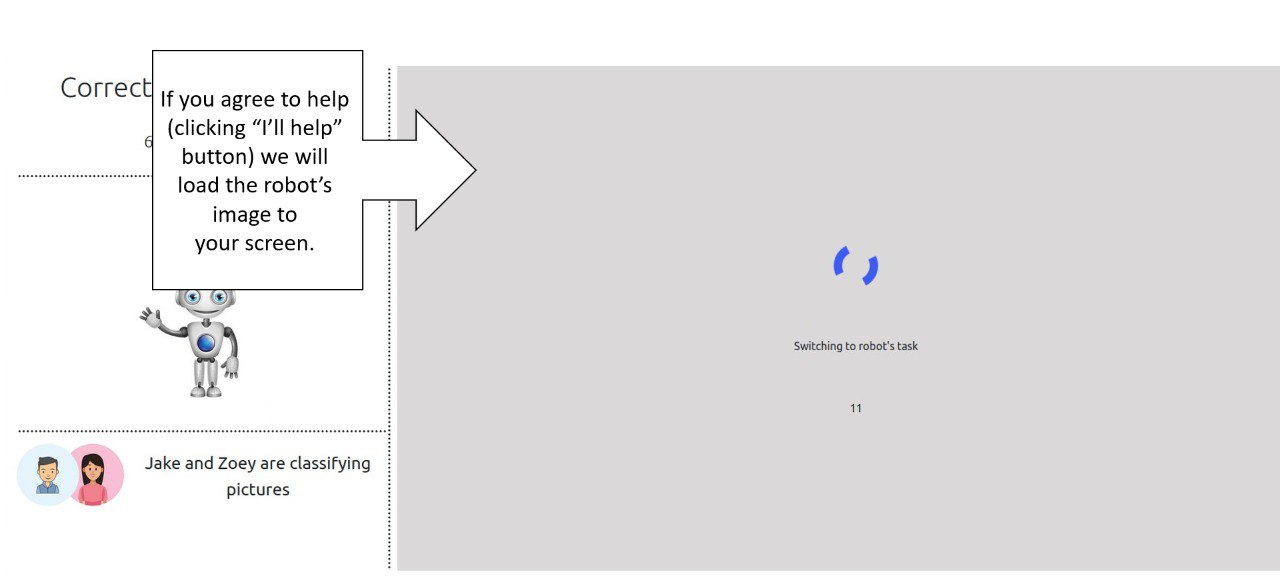 Correct
6
If you agree to help
(clicking “I’ll help”
button) we will
load the robot’s
image to
your screen.
Jake and Zoey are classifying
pictures
Switching to robot's task
11